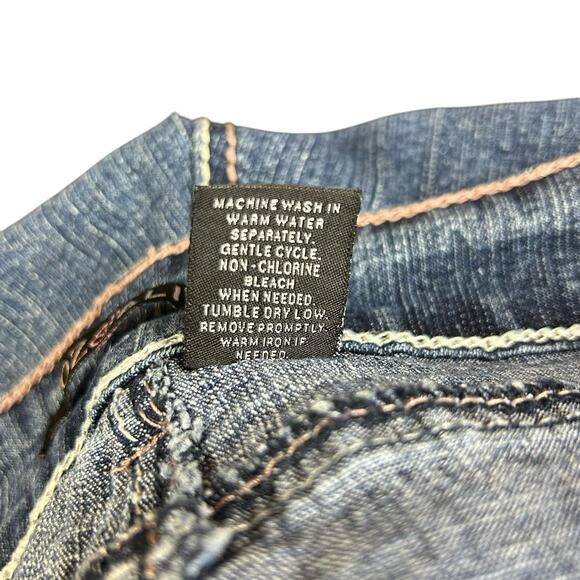 MACHINE WASH IN
WARM WATER
SEPARATELY.
GENTLE CYCLE.
NON-CHLORINE
BLEACH
WHEN NEEDED.
TUMBLE DRY LOW.
REMOVE PROMPTLY.
WARM IRON IF
NEEDED.